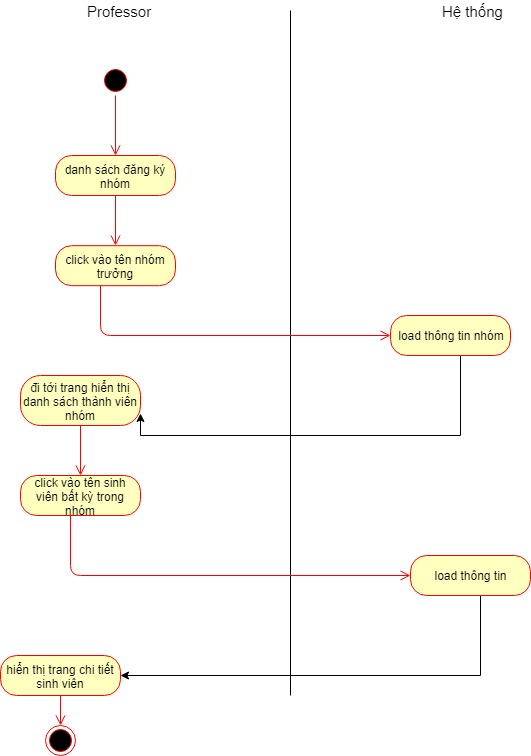 Professor
Hệ thống
danh sách đăng ký
nhóm
click vào tên nhóm
trưởng
load thông tin nhóm
đi tới trang hiển thị
danh sách thành viên
nhóm
click vào tên sinh
viên bất kỳ trong
nhóm
load thông tin
hiển thị trang chi tiết
sinh viên